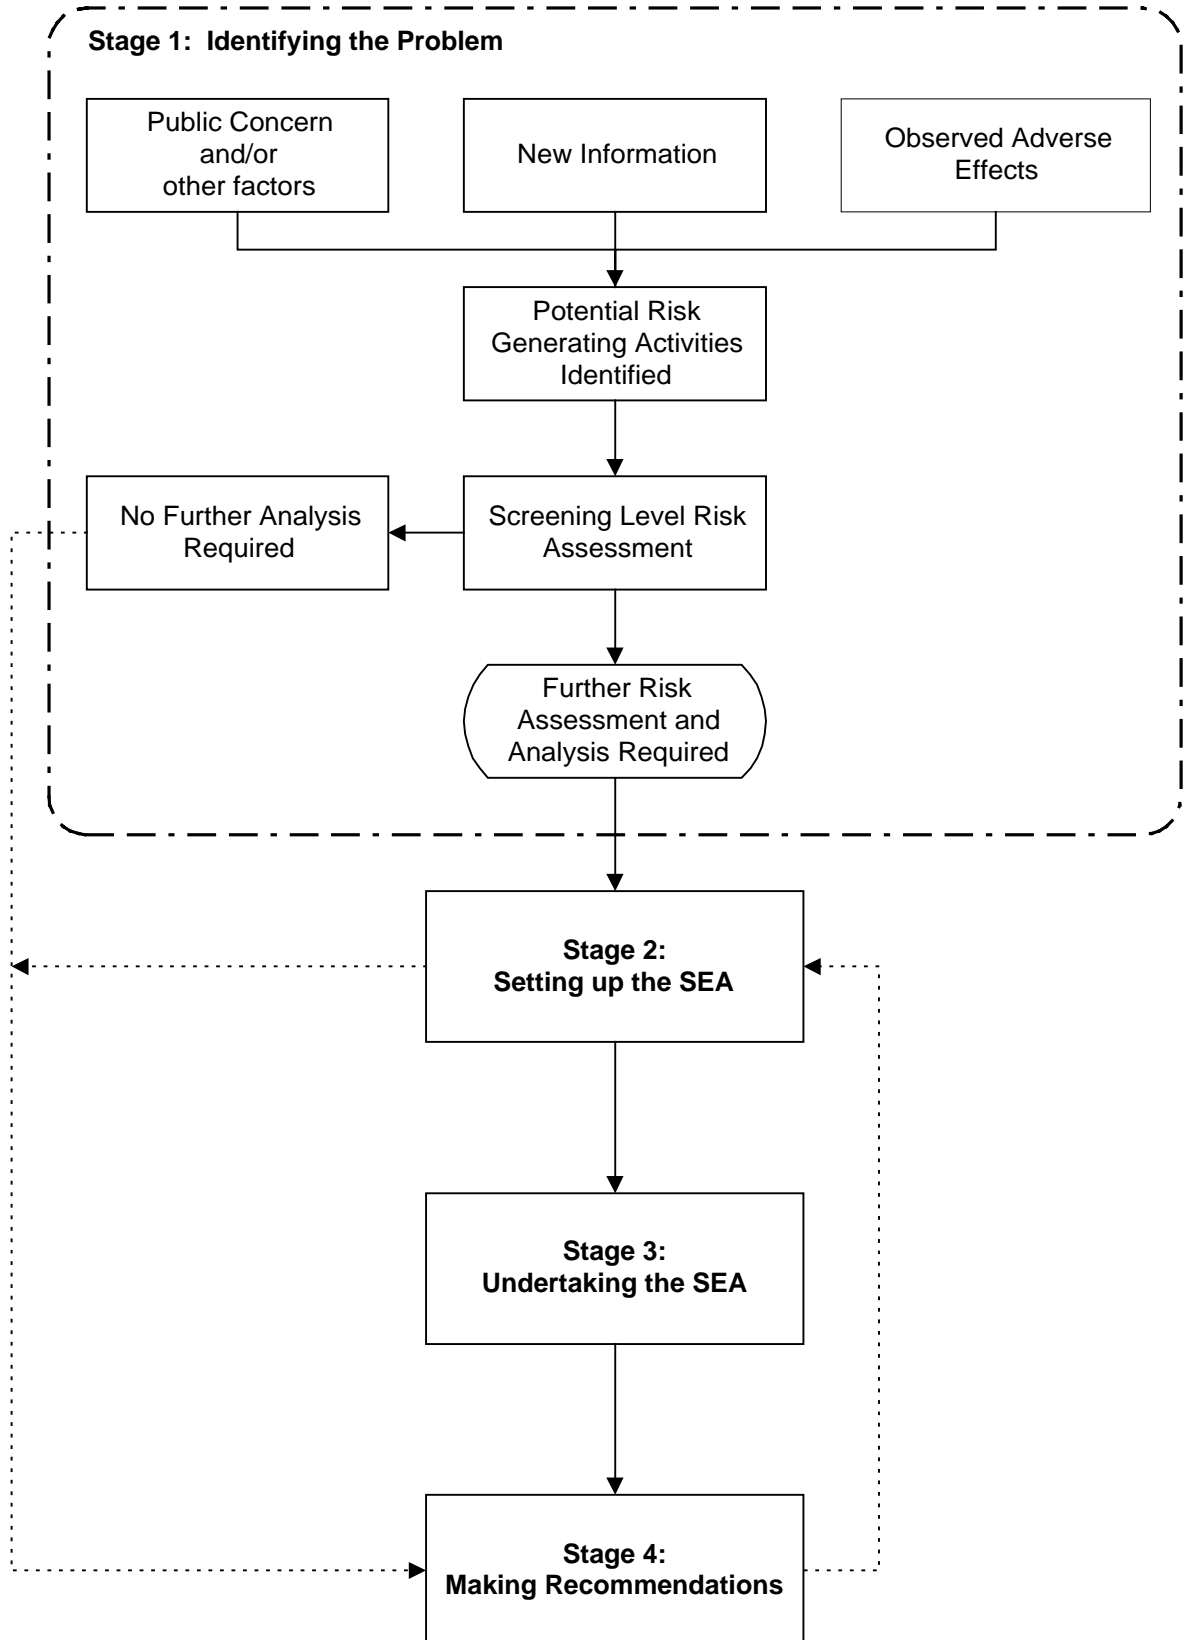 Stage 1: Identifying the Problem
Public Concern
and/or
other factors
New Information
Observed Adverse
Effects
Potential Risk
Generating Activities
Identified
No Further Analysis
Required
Screening Level Risk
Assessment
Further Risk
Assessment and
Analysis Required
Stage 2:
Setting up the SEA
Stage 3:
Undertaking the SEA
Stage 4:
Making Recommendations